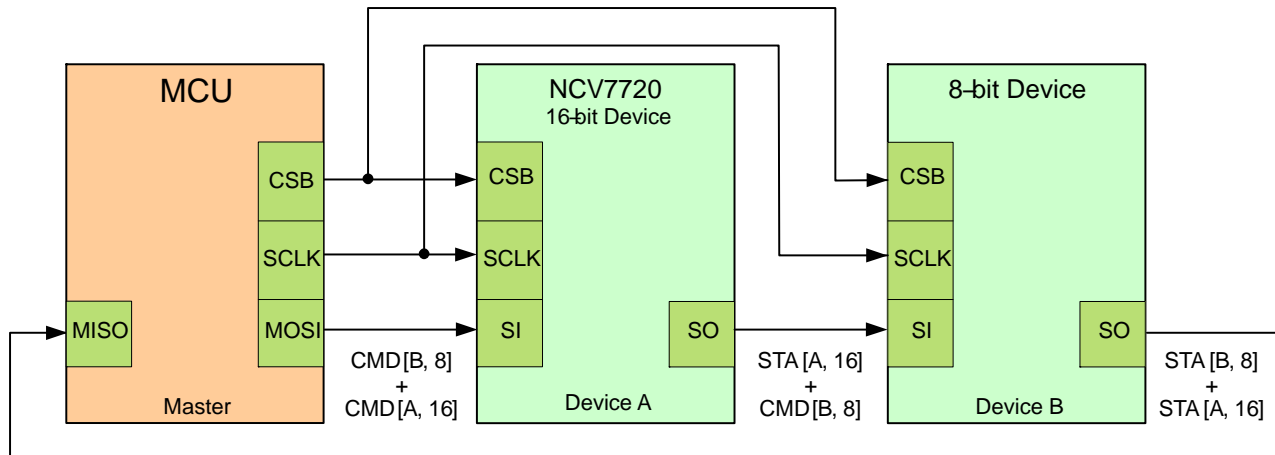 MCU
CSB
SCLK
MISO
MOSI
Master
CMD[B, 8]
+
CMD[A, 16]
NCV7720
16-bit Device
CSB
SCLK
SI
SO
Device A
STA[A, 16]
+
CMD[B, 8]
8-bit Device
CSB
SCLK
SI
SO
Device B
STA[B, 8]
+
STA[A, 16]